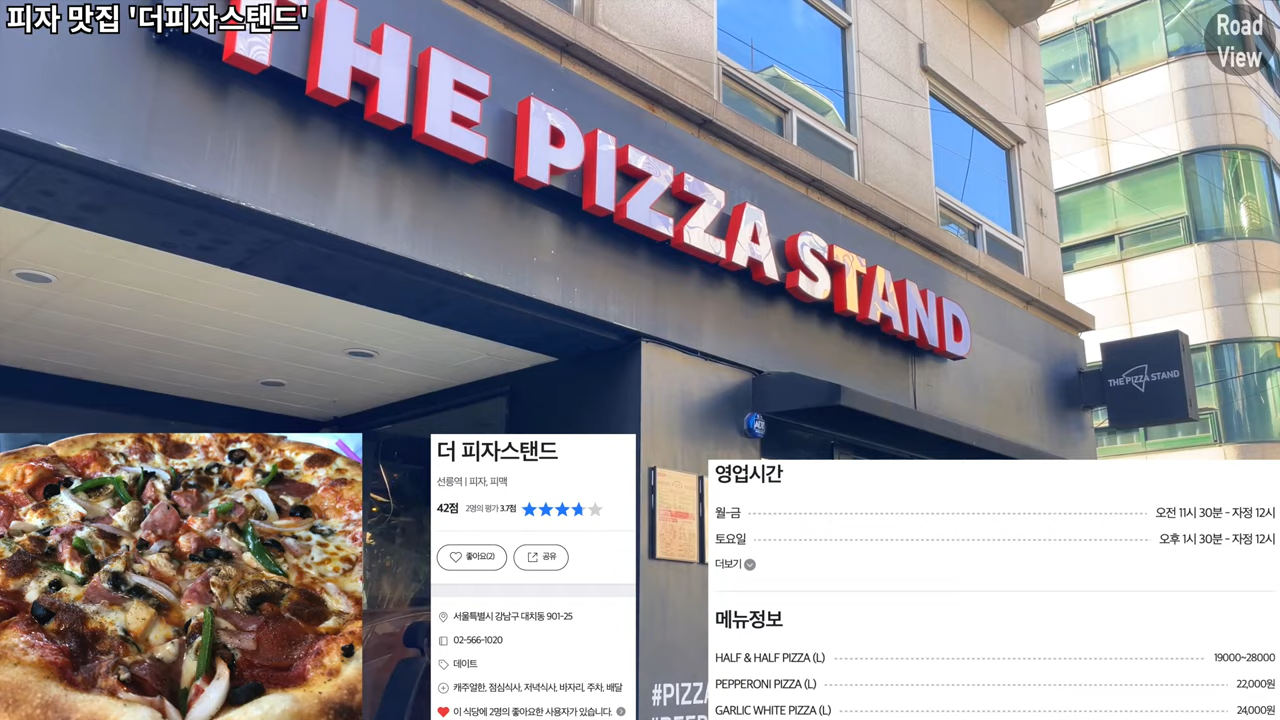 피자 맛집 '더피자스탠드'
Road
View
THE PIZZA STAND
THE PIZZA STAND
더 피자스탠드
선릉역 | 피자, 피맥
42점 2명의 평가 3.7점
좋아요(2) 공유
서울특별시 강남구 대치동 901-25
02-566-1020
데이트
캐주얼한, 점심식사, 저녁식사, 바자리, 주차, 배달
이 식당에 2명의 좋아요한 사용자가 있습니다.
#PIZZA
영업시간
월-금 오전 11시 30분 - 자정 12시
토요일 오후 1시 30분 - 자정 12시
더보기
메뉴정보
HALF & HALF PIZZA (L) 19000~28000
PEPPERONI PIZZA (L) 22,000원
GARLIC WHITE PIZZA (L) 24,000원